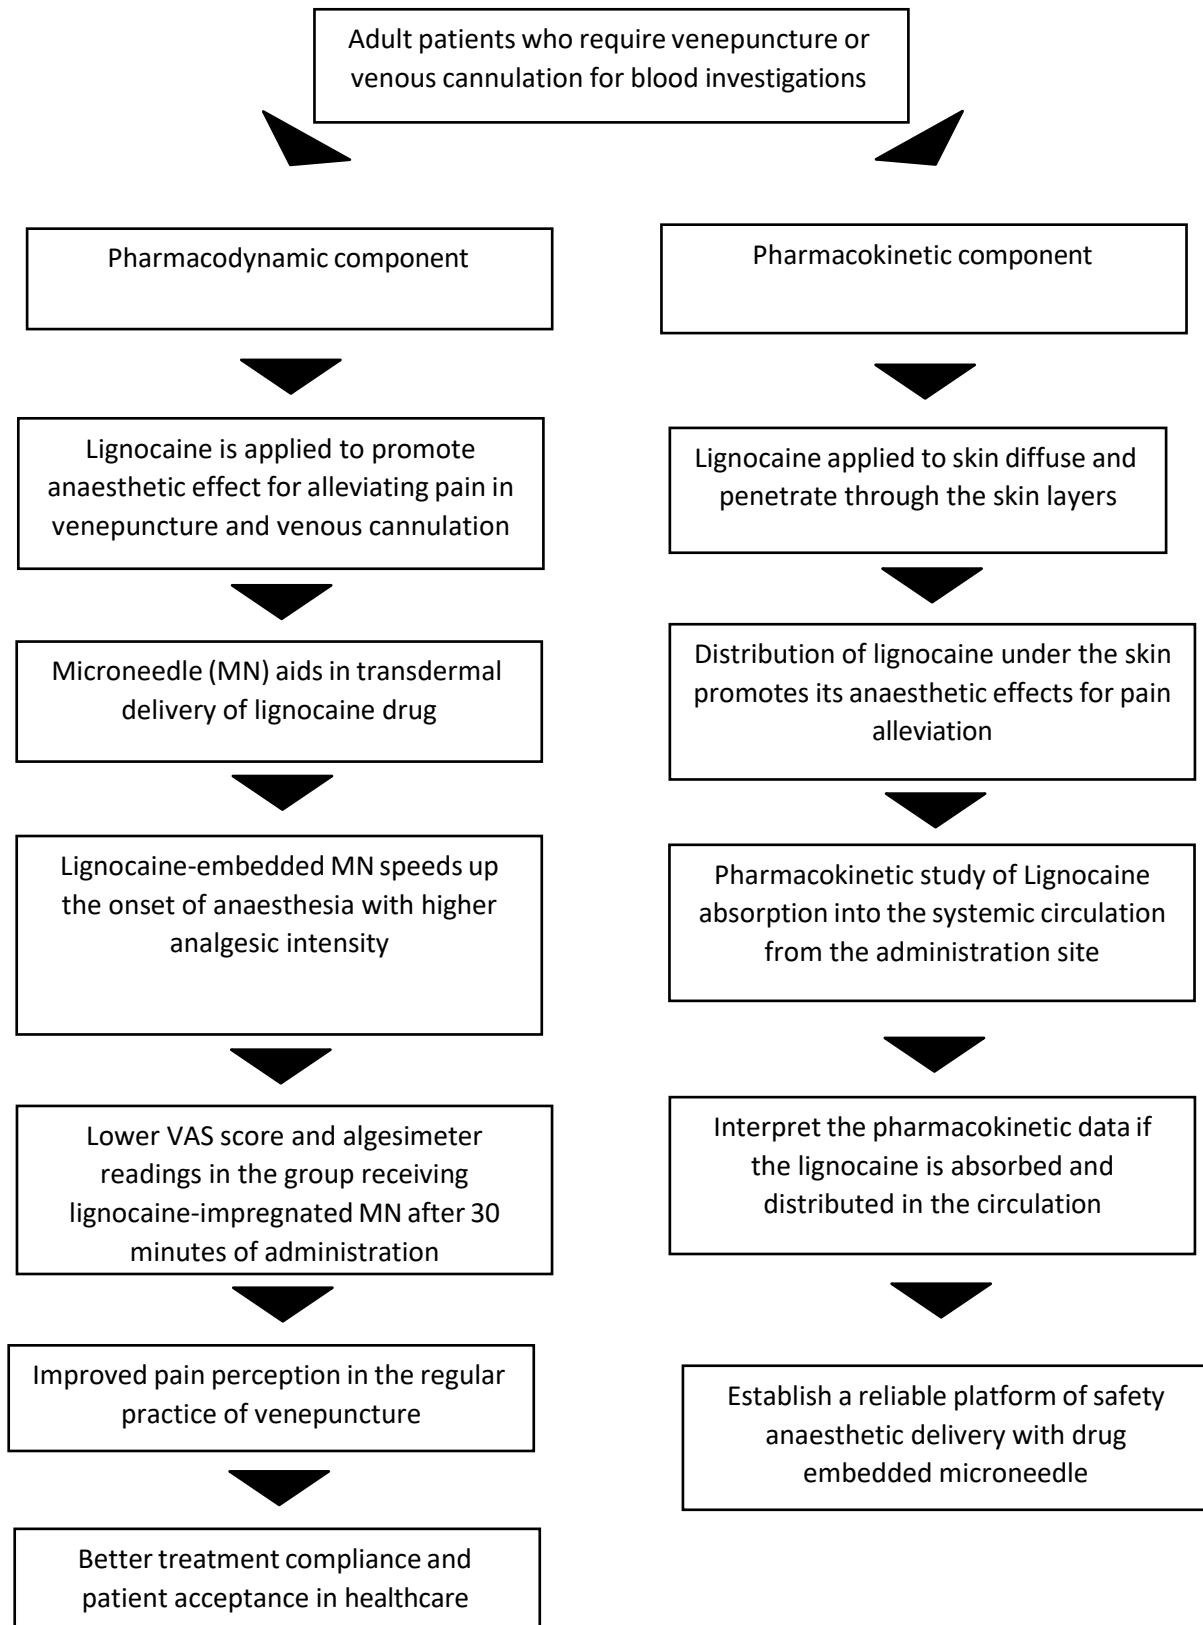 Adult patients who require venepuncture or
venous cannulation for blood investigations
Pharmacodynamic component
Lignocaine is applied to promote
anaesthetic effect for alleviating pain in
venepuncture and venous cannulation
Microneedle (MN) aids in transdermal
delivery of lignocaine drug
Lignocaine-embedded MN speeds up
the onset of anaesthesia with higher
analgesic intensity
Lower VAS score and algesimeter
readings in the group receiving
lignocaine-impregnated MN after 30
minutes of administration
Improved pain perception in the regular
practice of venepuncture
Better treatment compliance and
patient acceptance in healthcare
Pharmacokinetic component
Lignocaine applied to skin diffuse and
penetrate through the skin layers
Distribution of lignocaine under the skin
promotes its anaesthetic effects for pain
alleviation
Pharmacokinetic study of Lignocaine
absorption into the systemic circulation
from the administration site
Interpret the pharmacokinetic data if
the lignocaine is absorbed and
distributed in the circulation
Establish a reliable platform of safety
anaesthetic delivery with drug
embedded microneedle